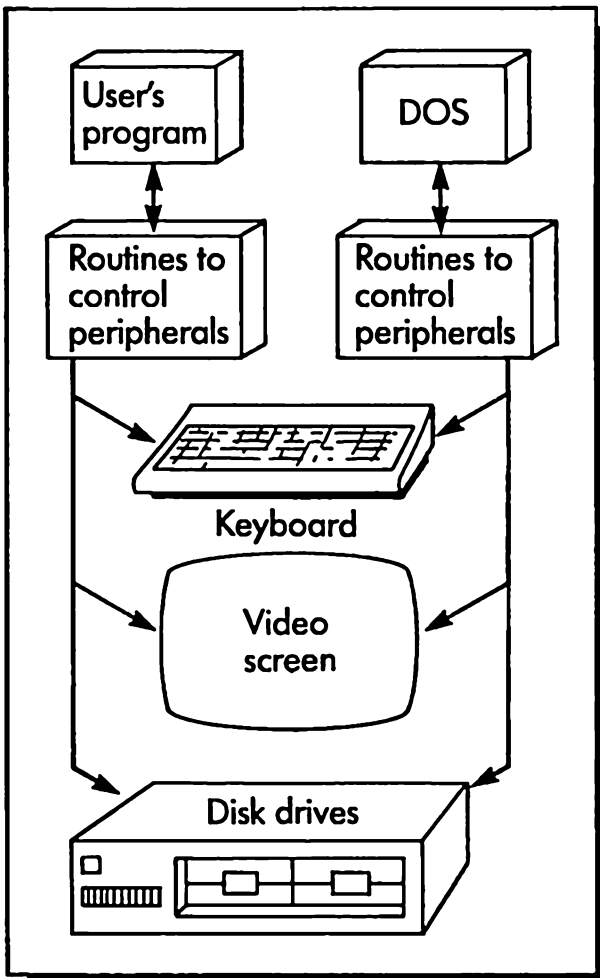 User's
program
DOS
Routines to
control
peripherals
Routines to
control
peripherals
Keyboard
Video
screen
Disk drives